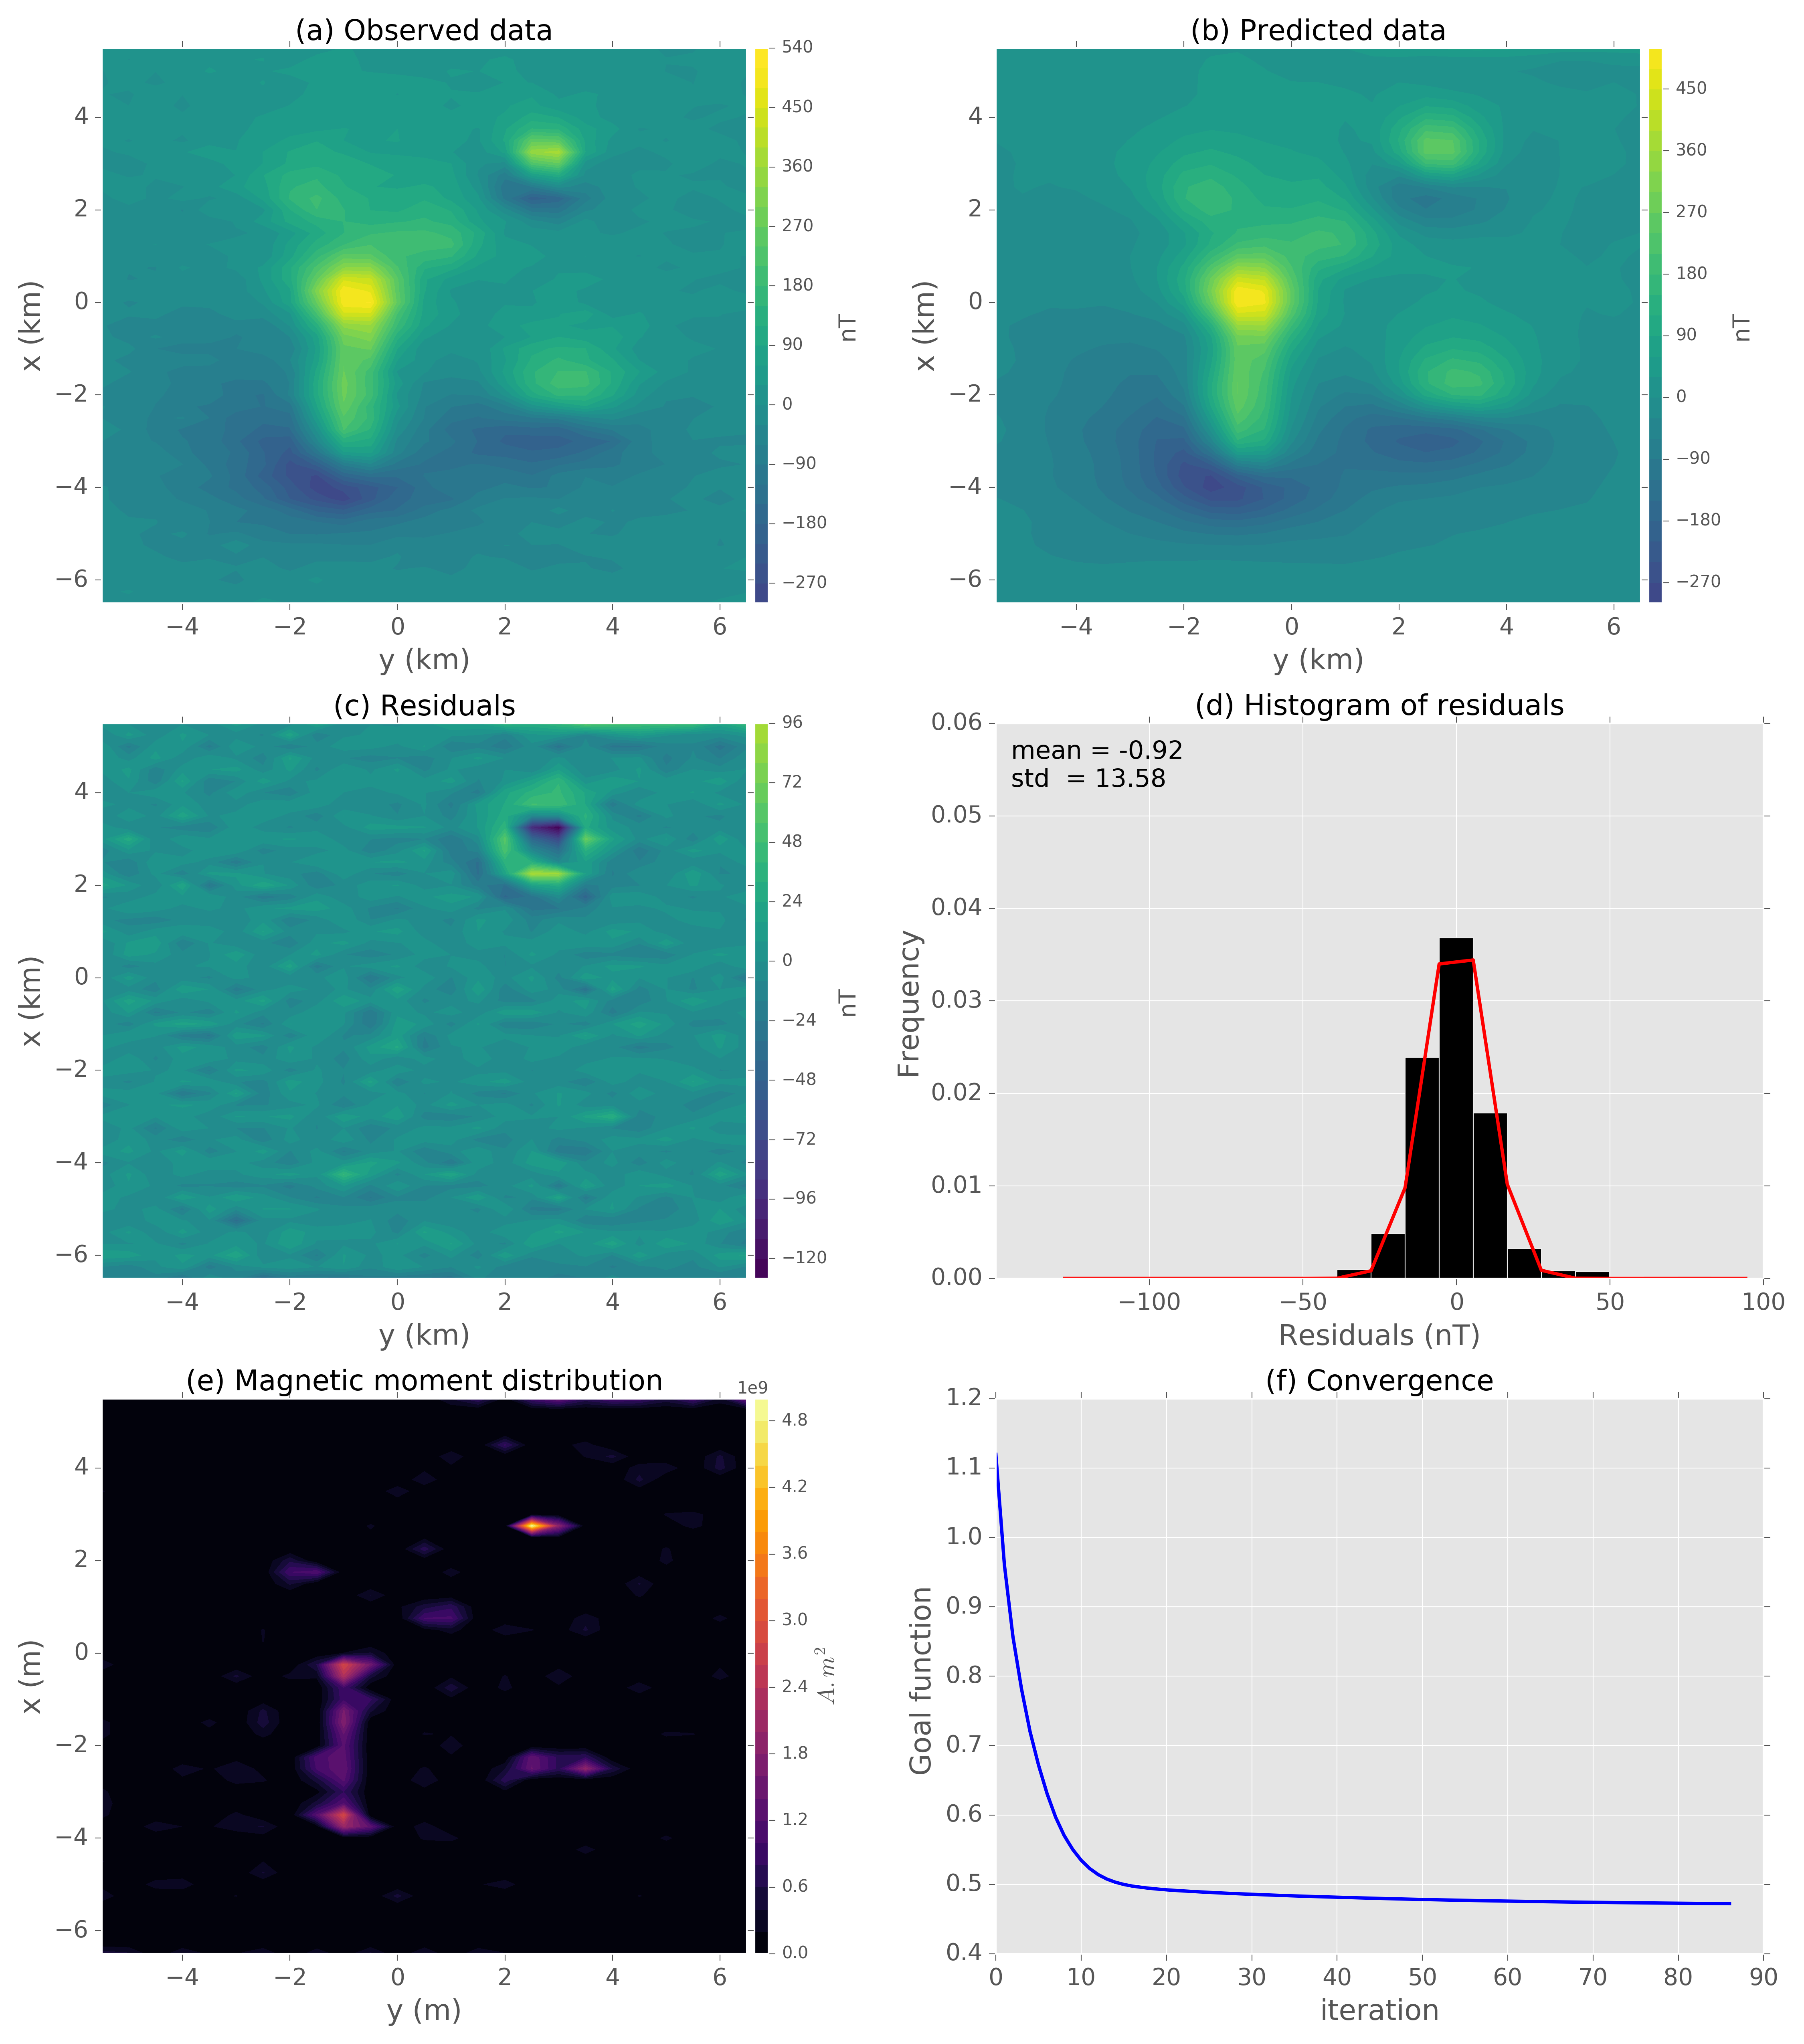 (a) Observed data
540
450
360
270
180
90
0
−90
−180
−270
nT
4
2
0
−2
−4
−6
x (km)
−4 −2 0 2 4 6
y (km)
(b) Predicted data
450
360
270
180
90
0
−90
−180
−270
nT
4
2
0
−2
−4
−6
x (km)
−4 −2 0 2 4 6
y (km)
(c) Residuals
96
72
48
24
0
−24
−48
−72
−96
−120
nT
4
2
0
−2
−4
−6
x (km)
−4 −2 0 2 4 6
y (km)
(d) Histogram of residuals
mean = -0.92
std = 13.58
0.06
0.05
0.04
0.03
0.02
0.01
0.00
Frequency
−100 −50 0 50 100
Residuals (nT)
(e) Magnetic moment distribution
1e9
4.8
4.2
3.6
3.0
2.4
1.8
1.2
0.6
0.0
A.m²
4
2
0
−2
−4
−6
x (m)
−4 −2 0 2 4 6
y (m)
(f) Convergence
1.2
1.1
1.0
0.9
0.8
0.7
0.6
0.5
0.4
Goal function
0 10 20 30 40 50 60 70 80 90
iteration